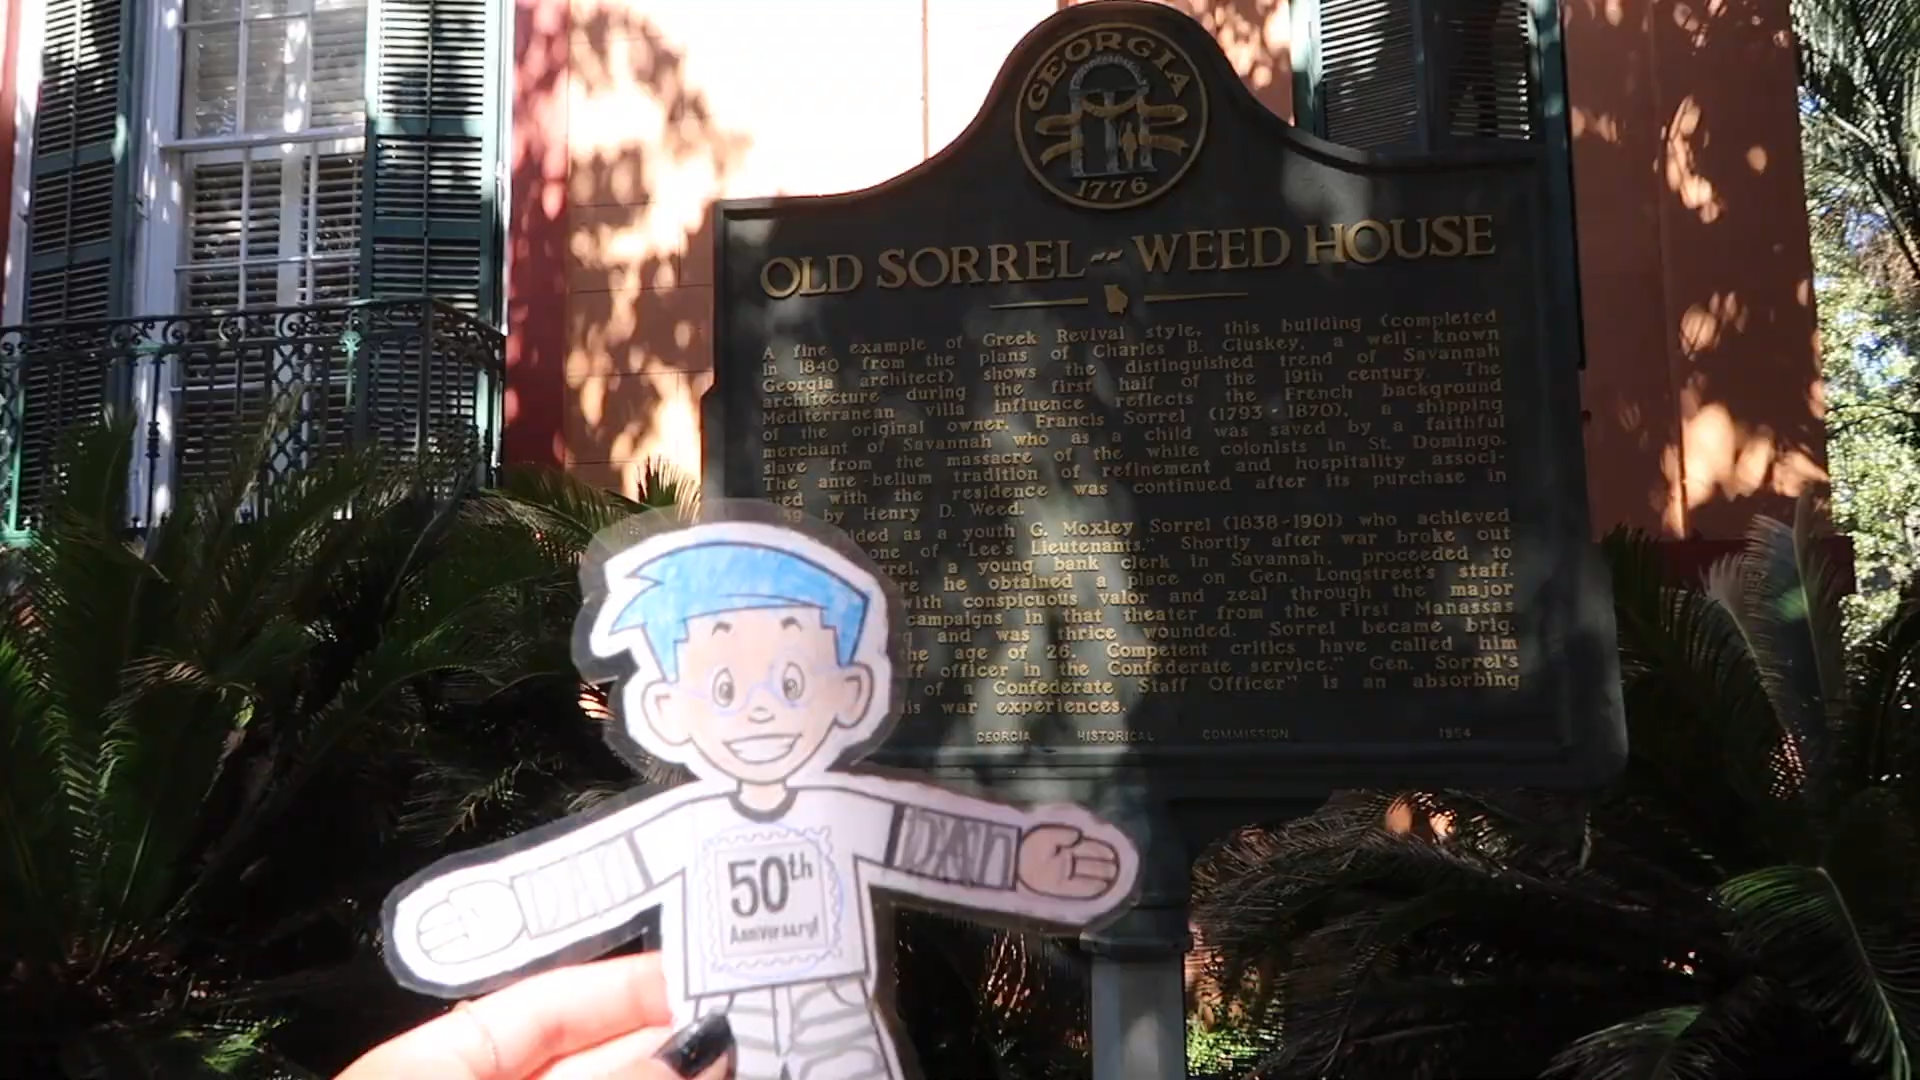 GEORGIA
1776
OLD SORREL-WEED HOUSE
A fine example of Greek Revival style, this building (completed
in 1840 from the plans of Charles B. Cluskey, a well-known
Georgia architect) shows the distinguished trend of Savannah
architecture during the first half of the 19th century. The
Mediterranean villa influence reflects the French background
of the original owner, Francis Sorrel (1793-1870), a shipping
merchant of Savannah who as a child was saved by a faithful
slave from the massacre of the white colonists in St. Domingo.
The ante-bellum tradition of refinement and hospitality associ-
ated with the residence was continued after its purchase in
59 by Henry D. Weed.
as a youth G. Moxley Sorrel (1838-1901) who achieved
one of "Lee's Lieutenants." Shortly after war broke out
a young bank clerk in Savannah, proceeded to
he obtained a place on Gen. Longstreet's staff.
with conspicuous valor and zeal through the major
campaigns in that theater from the First Manassas
and was thrice wounded. Sorrel became brig.
the age of 26. Competent critics have called him
officer in the Confederate service." Gen. Sorrel's
of a Confederate Staff Officer" is an absorbing
war experiences.
GEORGIA HISTORICAL COMMISSION 1954
DAN DAN
50th
Anniversary!